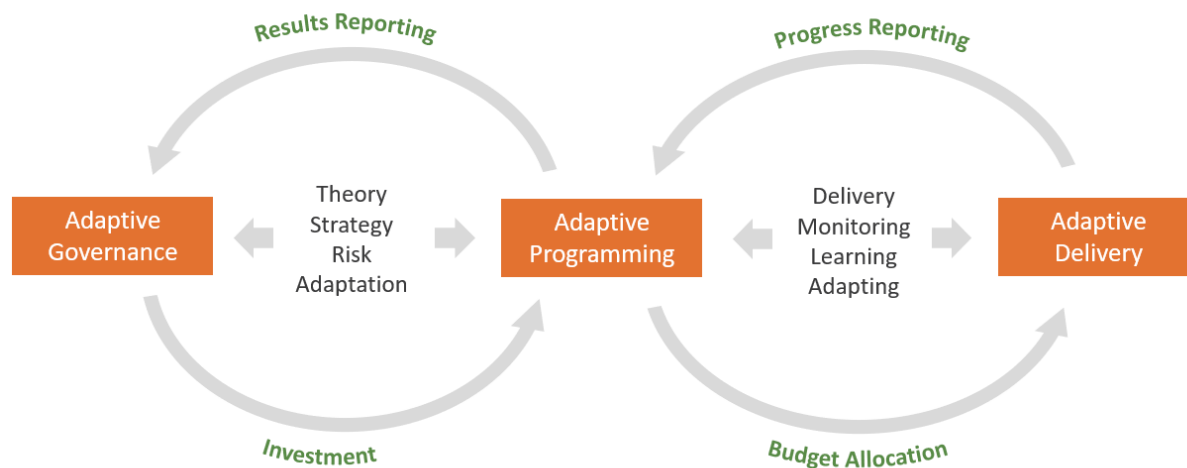 Results Reporting
Progress Reporting
Adaptive
Governance
Theory
Strategy
Risk
Adaptation
Adaptive
Programming
Delivery
Monitoring
Learning
Adapting
Adaptive
Delivery
Investment
Budget Allocation